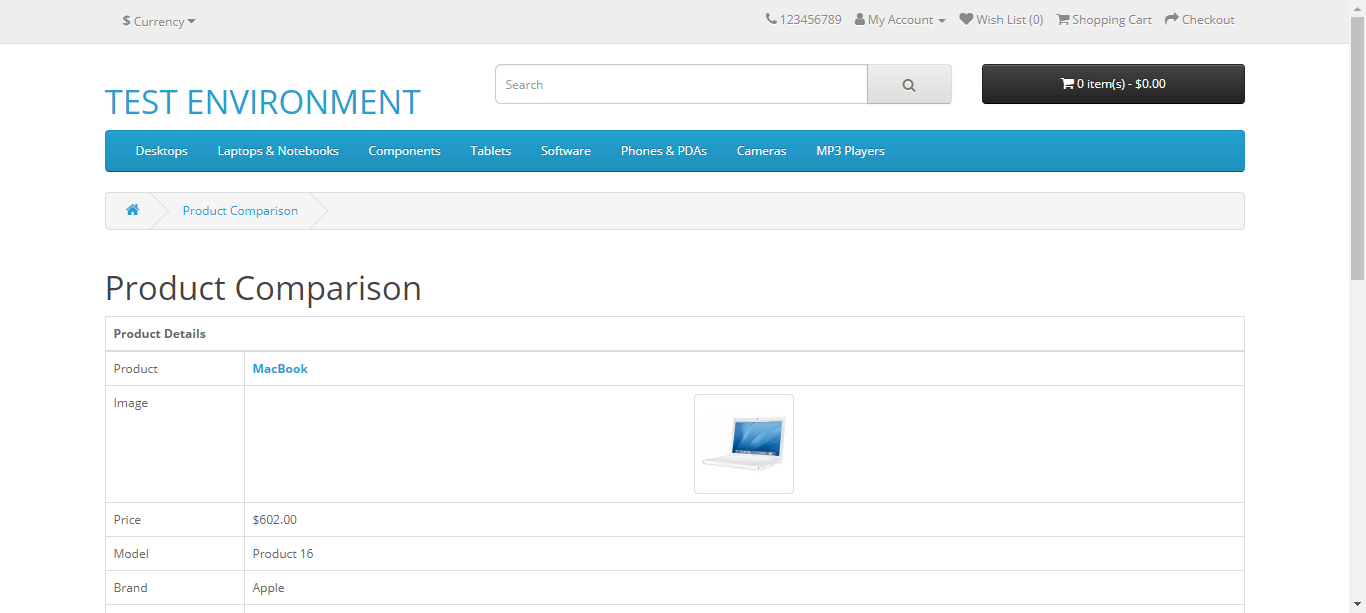 $ Currency
123456789 My Account Wish List (0) Shopping Cart Checkout
TEST ENVIRONMENT
Search
0 item(s) - $0.00
Desktops Laptops & Notebooks Components Tablets Software Phones & PDAs Cameras MP3 Players
Product Comparison
Product Comparison
Product Details
Product MacBook
Image
Price $602.00
Model Product 16
Brand Apple